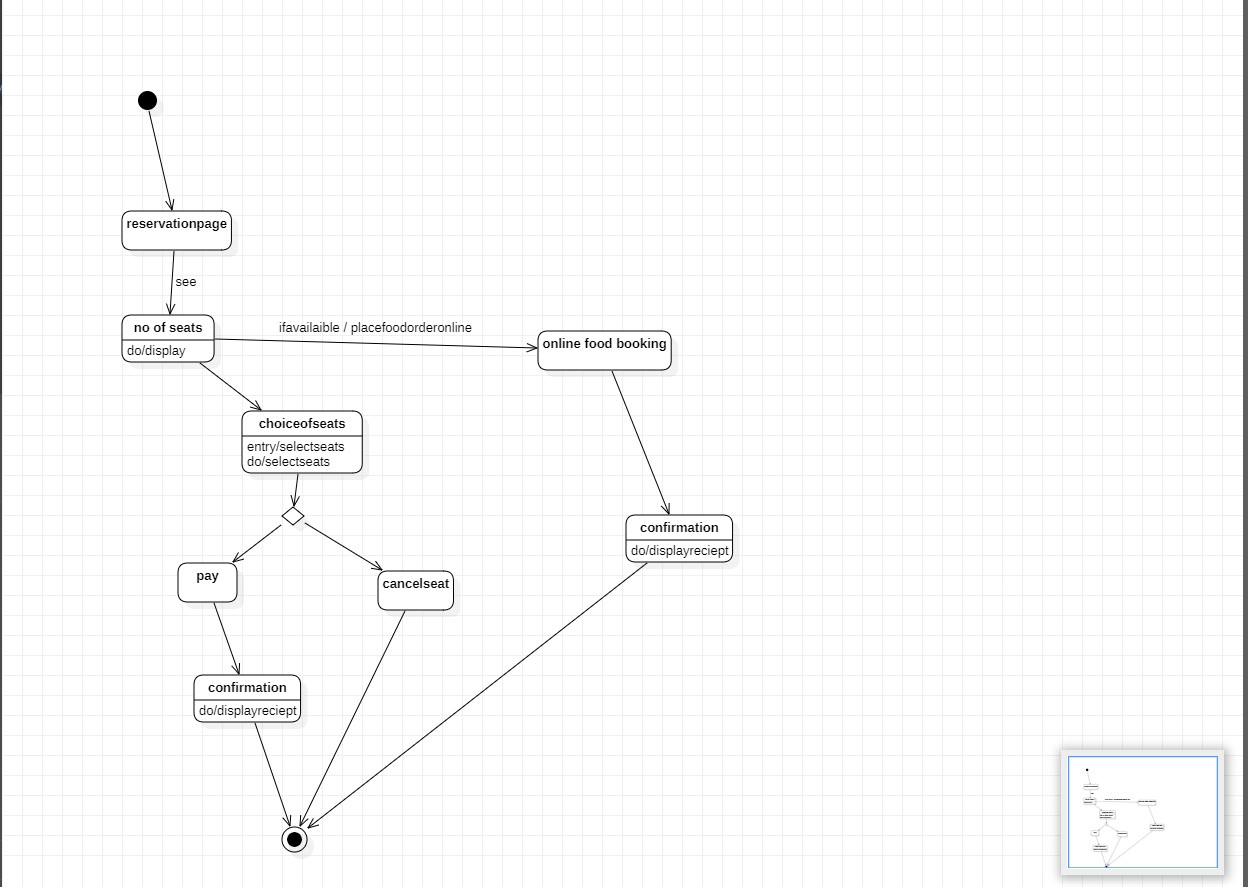 reservationpage
see
no of seats
do/display
ifavailaible / placefoodorderonline
online food booking
choiceofseats
entry/selectseats
do/selectseats
confirmation
do/displayreciept
pay
cancelseat
confirmation
do/displayreciept